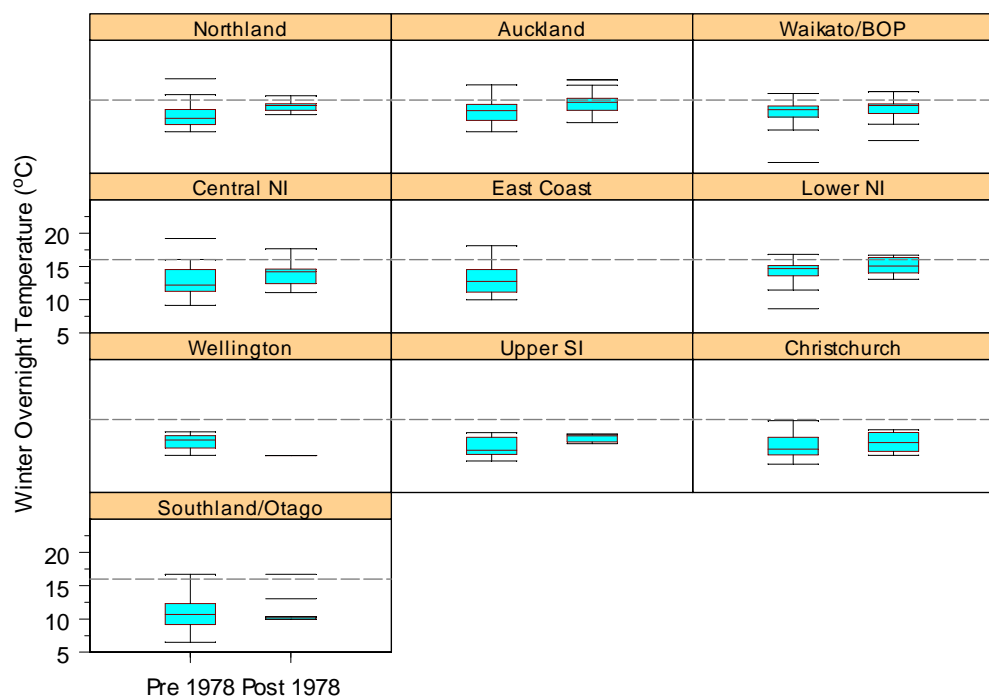 Northland Auckland Waikato/BOP
Central NI East Coast Lower NI
20
15
10
5
Wellington Upper SI Christchurch
Winter Overnight Temperature (ºC)
Southland/Otago
20
15
10
5
Pre 1978 Post 1978